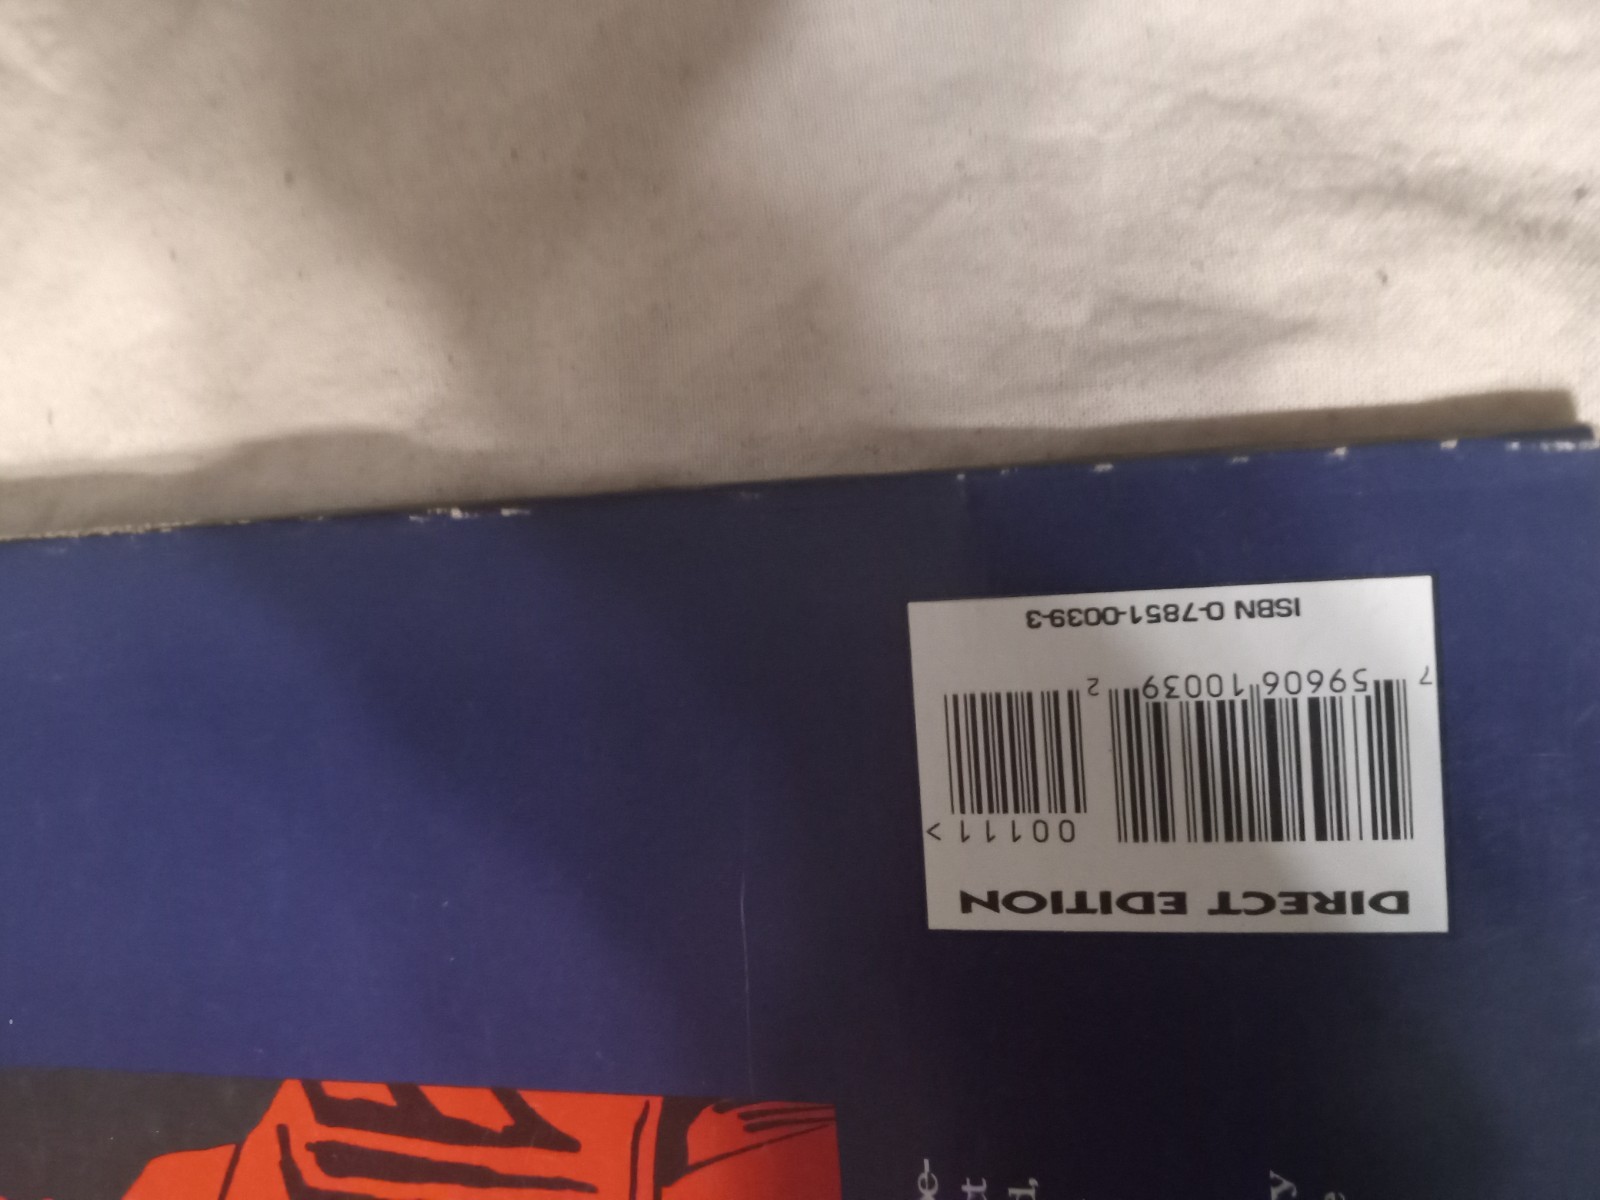 DIRECT EDITION
00111 >
7 59606 10039 2
ISBN 0-7851-0039-3